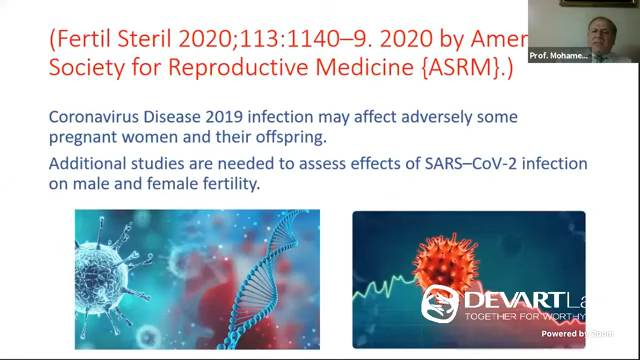 (Fertil Steril 2020;113:1140–9. 2020 by Amer
Prof. Mohame...
Society for Reproductive Medicine {ASRM}.)
Coronavirus Disease 2019 infection may affect adversely some
pregnant women and their offspring.
Additional studies are needed to assess effects of SARS–CoV-2 infection
on male and female fertility.
DEVARTLa
TOGETHER FOR WORTHY
Powered by Zoom